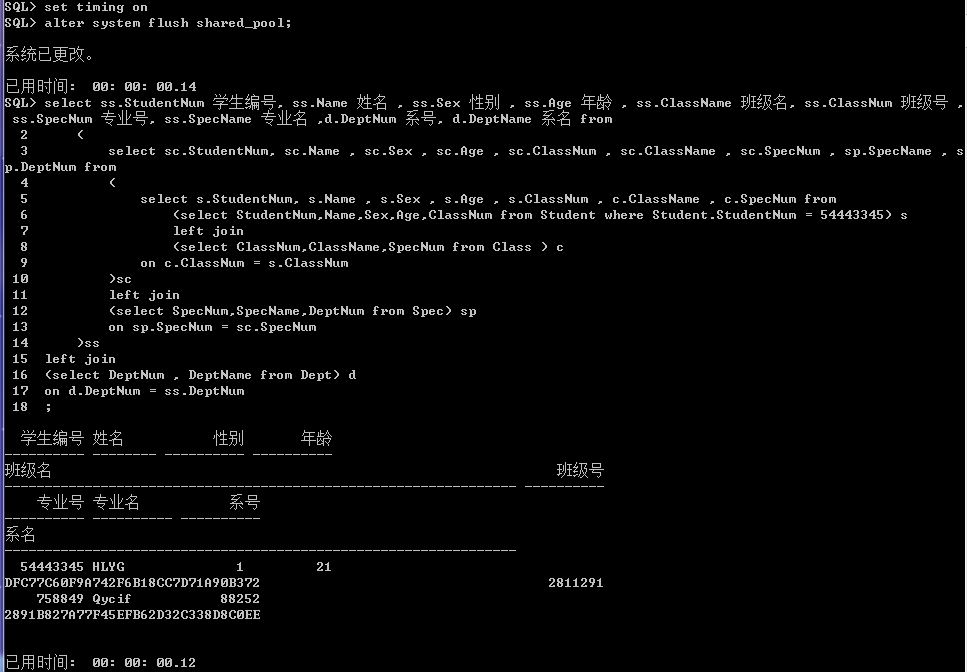 SQL> set timing on
SQL> alter system flush shared_pool;
系统已更改。
已用时间:  00: 00: 00.14
SQL> select ss.StudentNum 学生编号, ss.Name 姓名 , ss.Sex 性别 , ss.Age 年龄 , ss.ClassName 班级名, ss.ClassNum 班级号 ,
 ss.SpecNum 专业号, ss.SpecName 专业名 ,d.DeptNum 系号, d.DeptName 系名 from
  2      (
  3          select sc.StudentNum, sc.Name , sc.Sex , sc.Age , sc.ClassNum , sc.ClassName , sc.SpecNum , sp.SpecName , s
p.DeptNum from
  4          (
  5              select s.StudentNum, s.Name , s.Sex , s.Age , s.ClassNum , c.ClassName , c.SpecNum from
  6                  (select StudentNum,Name,Sex,Age,ClassNum from Student where Student.StudentNum = 54443345) s
  7                  left join
  8                  (select ClassNum,ClassName,SpecNum from Class ) c
  9              on c.ClassNum = s.ClassNum
 10          )sc
 11          left join
 12          (select SpecNum,SpecName,DeptNum from Spec) sp
 13          on sp.SpecNum = sc.SpecNum
 14      )ss
 15  left join
 16  (select DeptNum , DeptName from Dept) d
 17  on d.DeptNum = ss.DeptNum
 18  ;
  学生编号 姓名           性别       年龄
---------- -------- ---------- ----------
班级名                                                                 班级号
---------------------------------------------------------------- ----------
    专业号 专业名           系号
---------- ---------- ----------
系名
----------------------------------------------------------------
  54443345 HLYG              1         21
DFC77C60F9A742F6B18CC7D71A90B372                                    2811291
    758849 Qycif         88252
2891B827A77F45EFB62D32C338D8C0EE
已用时间:  00: 00: 00.12